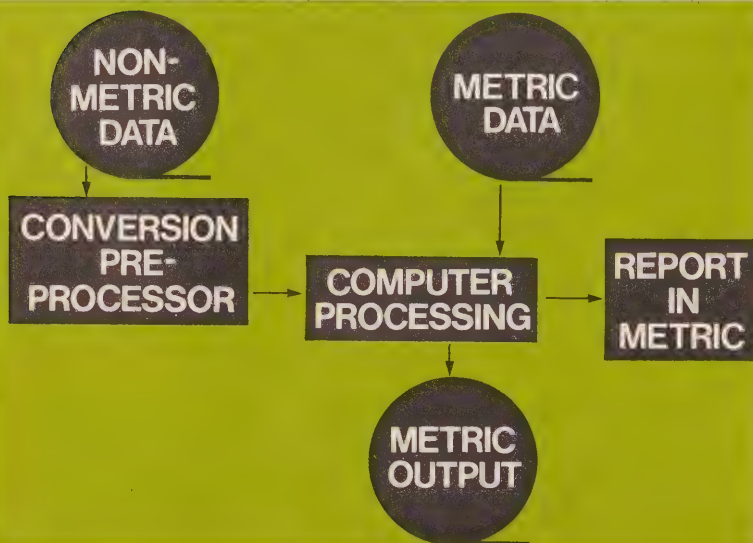 NON-
METRIC
DATA
METRIC
DATA
CONVERSION
PRE-
PROCESSOR
COMPUTER
PROCESSING
REPORT
IN
METRIC
METRIC
OUTPUT